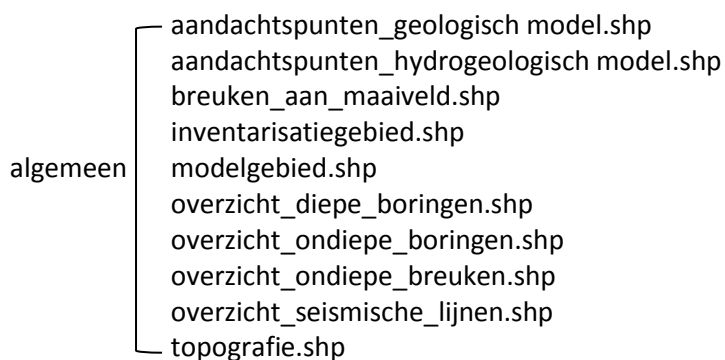 aandachtspunten_geologisch model.shp
aandachtspunten_hydrogeologisch model.shp
breuken_aan_maaiveld.shp
inventarisatiegebied.shp
algemeen modelgebied.shp
overzicht_diepe_boringen.shp
overzicht_ondiepe_boringen.shp
overzicht_ondiepe_breuken.shp
overzicht_seismische_lijnen.shp
topografie.shp